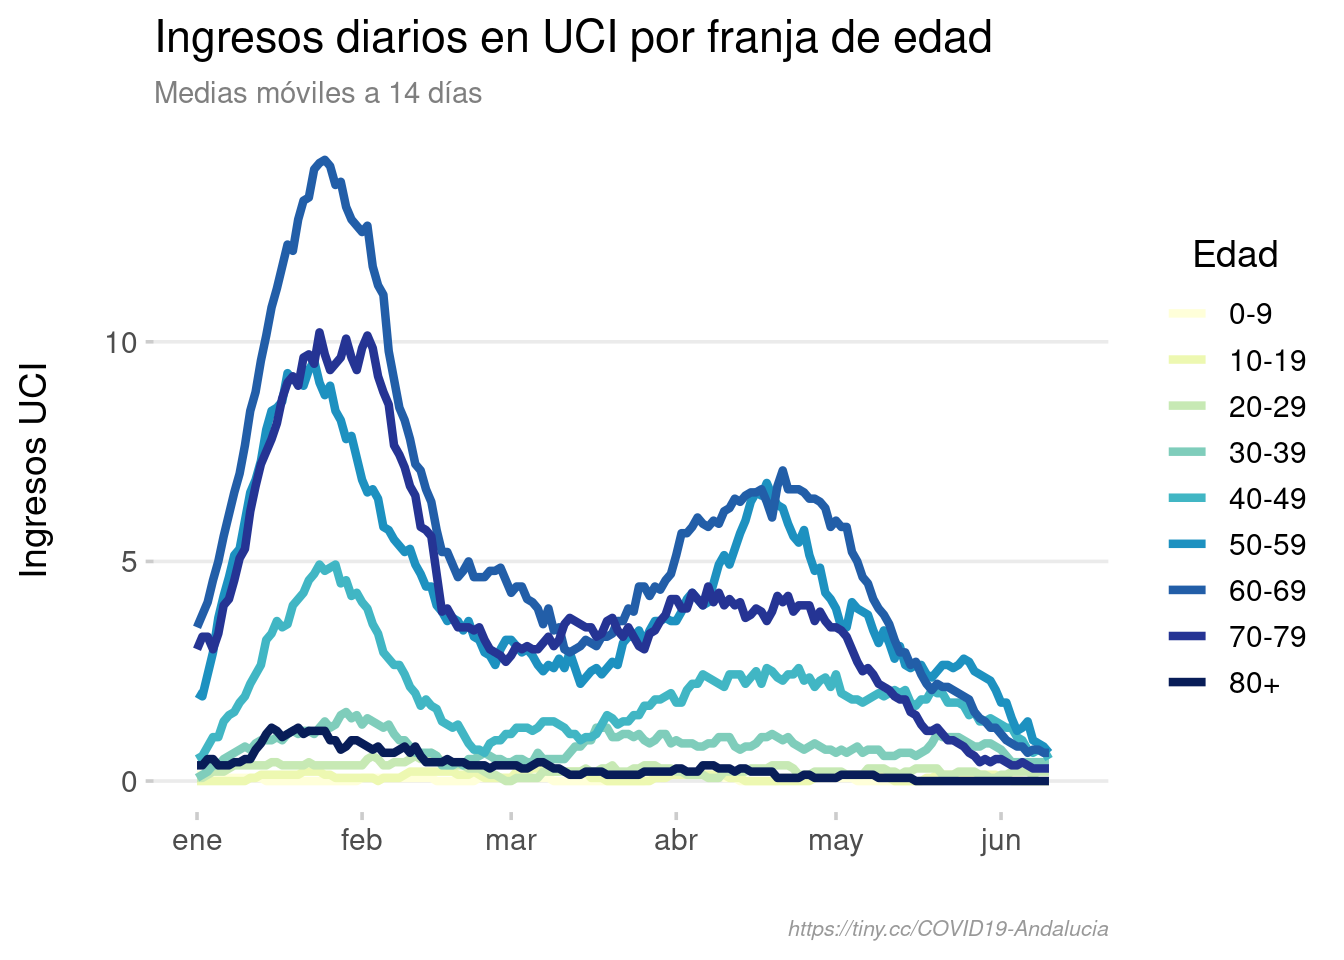 Ingresos diarios en UCI por franja de edad
Medias móviles a 14 días
Ingresos UCI
10
5
0
ene
feb
mar
abr
may
jun
Edad
0-9
10-19
20-29
30-39
40-49
50-59
60-69
70-79
80+
https://tiny.cc/COVID19-Andalucia